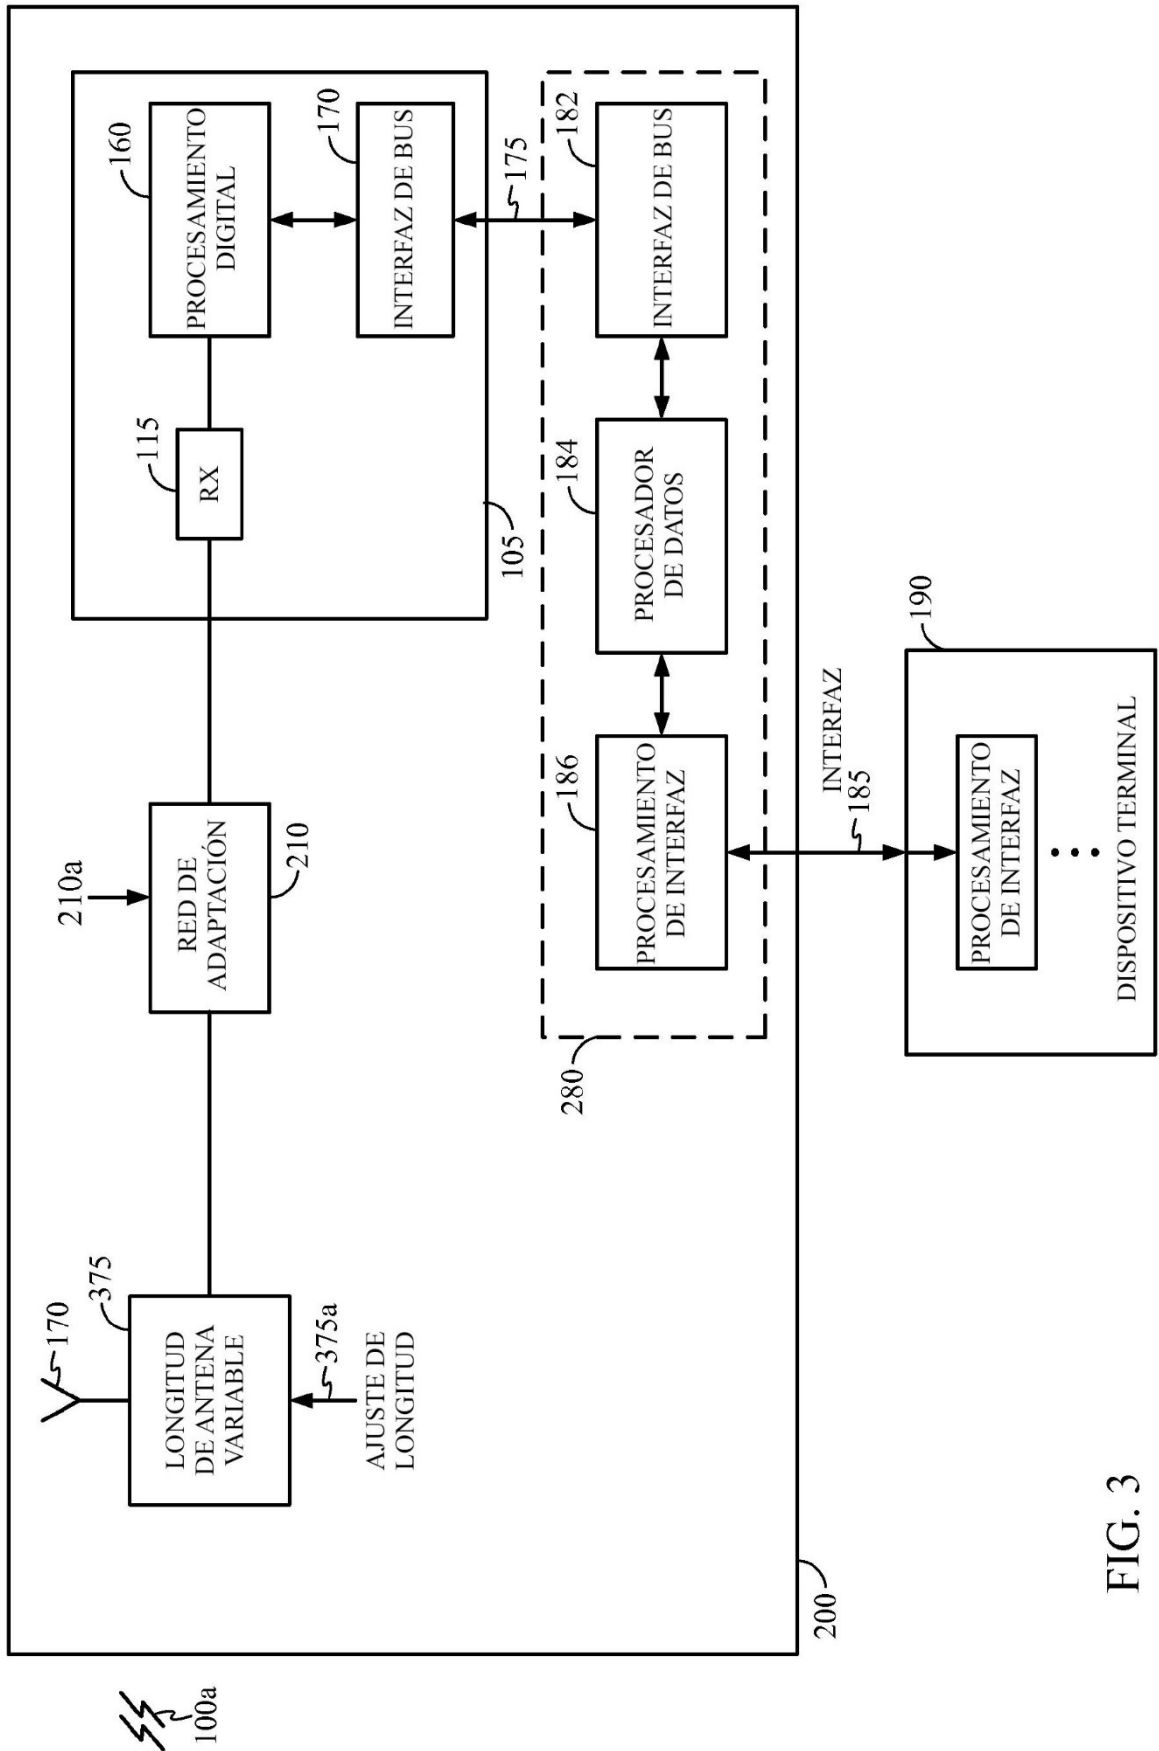 100a
170
375
LONGITUD
DE ANTENA
VARIABLE
375a
AJUSTE DE
LONGITUD
210a
RED DE
ADAPTACIÓN
210
115
RX
160
PROCESAMIENTO
DIGITAL
170
INTERFAZ DE BUS
105
175
280
186
PROCESAMIENTO
DE INTERFAZ
184
PROCESADOR
DE DATOS
182
INTERFAZ DE BUS
200
INTERFAZ
185
190
PROCESAMIENTO
DE INTERFAZ
DISPOSITIVO TERMINAL
FIG. 3